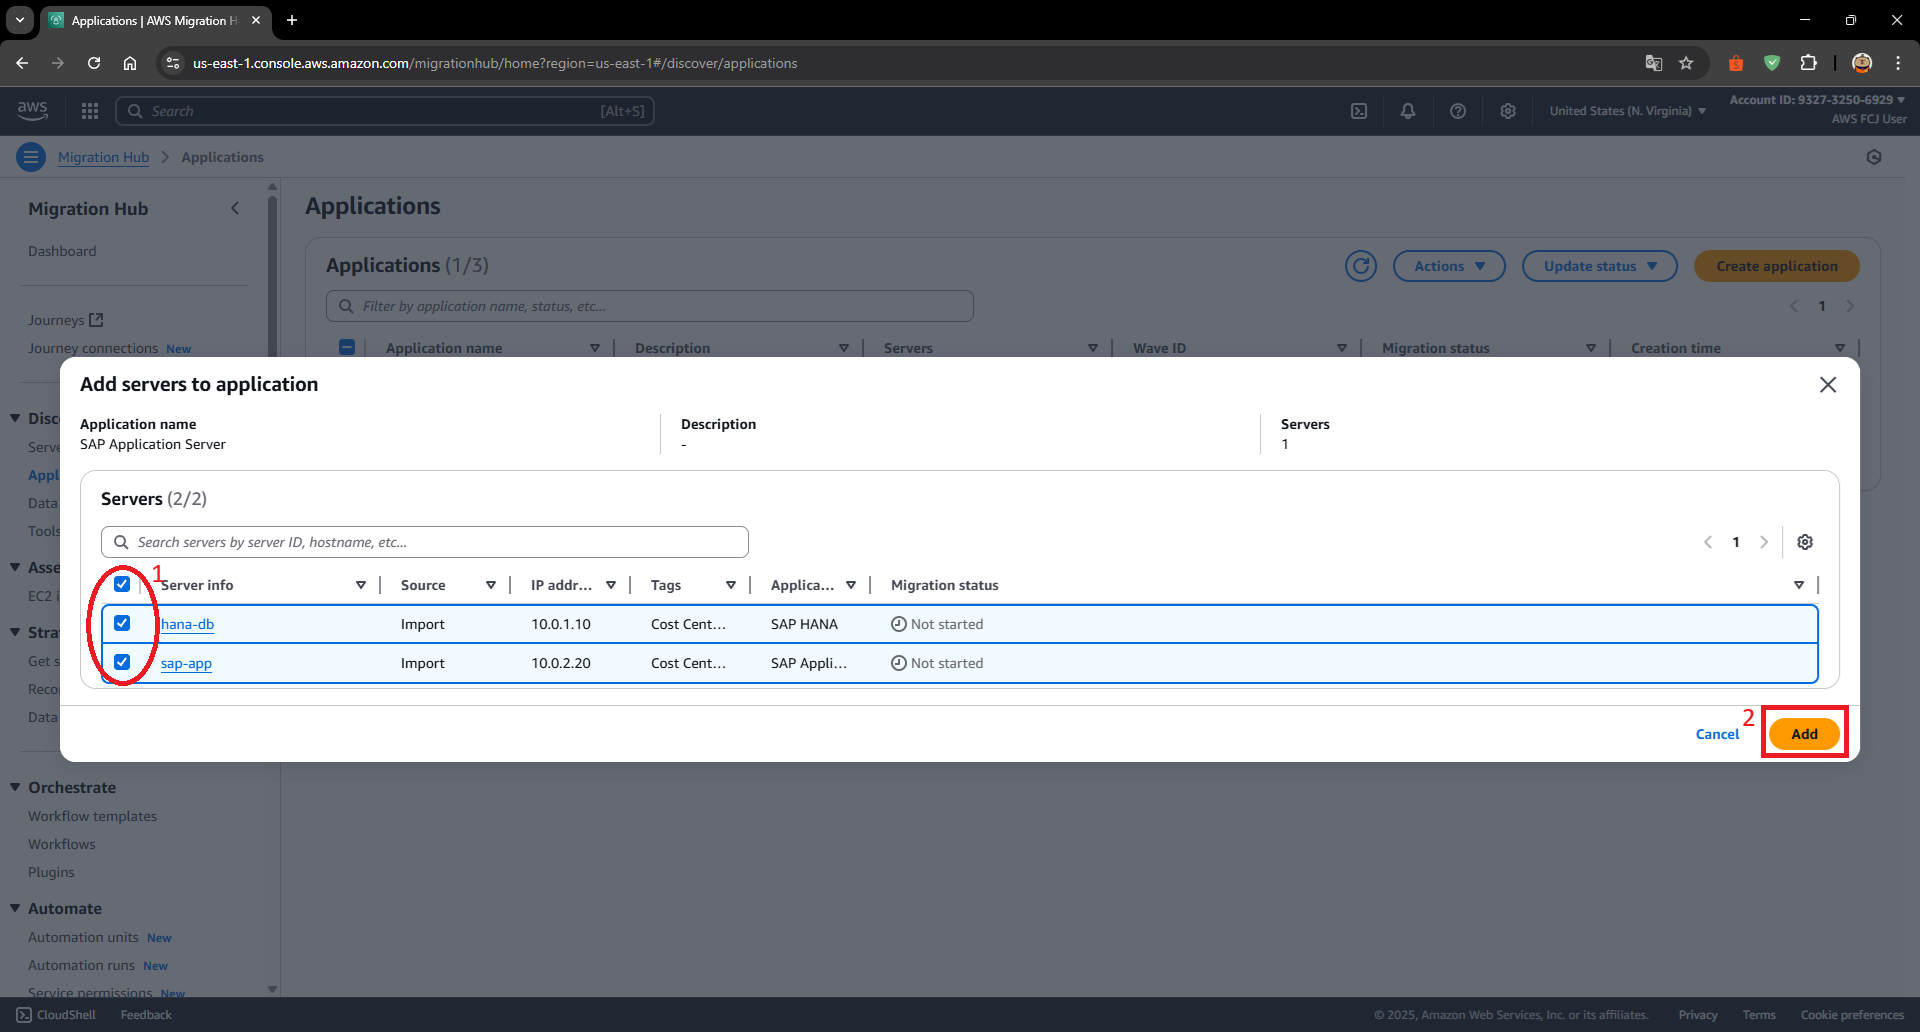 Applications | AWS Migration H
us-east-1.console.aws.amazon.com/migrationhub/home?region=us-east-1#/discover/applications
aws
Search
[Alt+S]
United States (N. Virginia)
Account ID: 9327-3250-6929
AWS FCJ User
Migration Hub
Applications
Migration Hub
Dashboard
Journeys
Journey connections New
Applications
Applications (1/3)
Actions
Update status
Create application
Filter by application name, status, etc...
1
Application name
Description
Servers
Wave ID
Migration status
Creation time
Add servers to application
Application name
SAP Application Server
Description
-
Servers
1
Servers (2/2)
Search servers by server ID, hostname, etc...
1
1
Server info
Source
IP addr...
Tags
Applica...
Migration status
hana-db
Import
10.0.1.10
Cost Cent...
SAP HANA
Not started
sap-app
Import
10.0.2.20
Cost Cent...
SAP Appli...
Not started
Cancel
2
Add
Disc
Serve
Appl
Data
Tools
Asse
EC2 i
Stra
Get s
Reco
Data
Orchestrate
Workflow templates
Workflows
Plugins
Automate
Automation units New
Automation runs New
Service permissions New
CloudShell
Feedback
© 2025, Amazon Web Services, Inc. or its affiliates.
Privacy
Terms
Cookie preferences